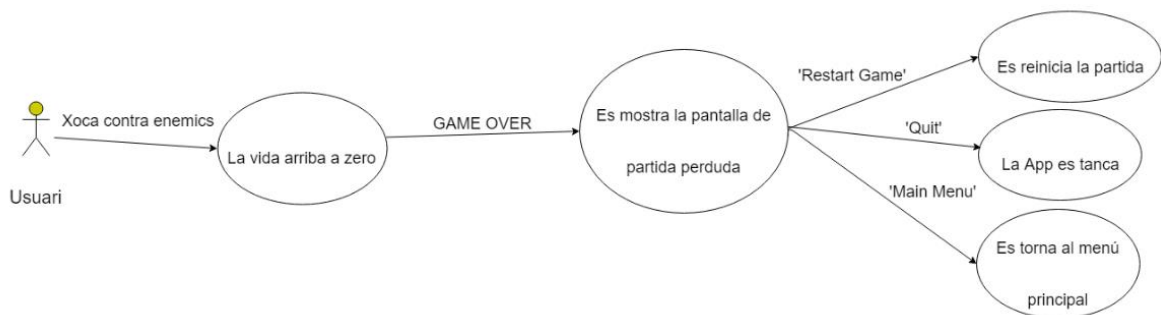 Usuari
Xoca contra enemics
La vida arriba a zero
GAME OVER
Es mostra la pantalla de
partida perduda
'Restart Game'
Es reinicia la partida
'Quit'
La App es tanca
'Main Menu'
Es torna al menú
principal